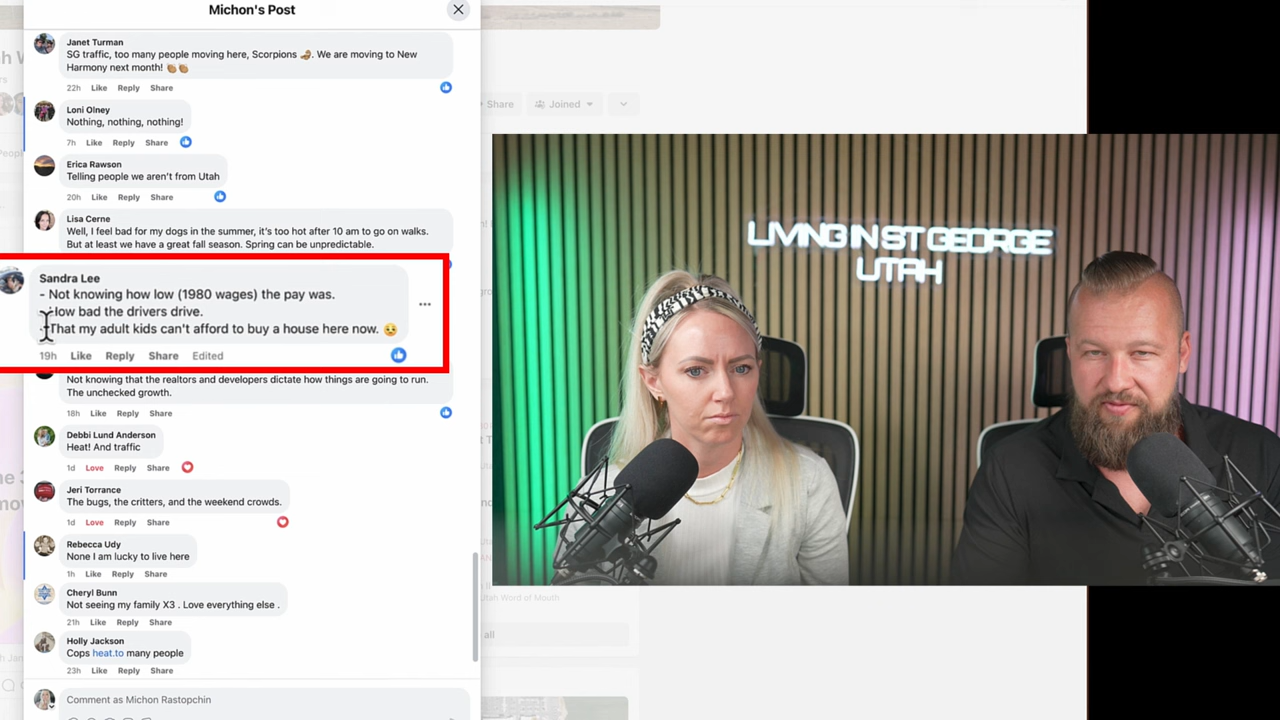 Michon's Post
Janet Turman
SG traffic, too many people moving here, Scorpions 🦂. We are moving to New
Harmony next month! 👏🏽👏🏽
22h Like Reply Share
Loni Olney
Nothing, nothing, nothing!
7h Like Reply Share
Erica Rawson
Telling people we aren't from Utah
20h Like Reply Share
Lisa Cerne
Well, I feel bad for my dogs in the summer, it's too hot after 10 am to go on walks.
But at least we have a great fall season. Spring can be unpredictable.
Sandra Lee
- Not knowing how low (1980 wages) the pay was.
How bad the drivers drive.
That my adult kids can't afford to buy a house here now. 😢
19h Like Reply Share Edited
Not knowing that the realtors and developers dictate how things are going to run.
The unchecked growth.
18h Like Reply Share
Debbi Lund Anderson
Heat! And traffic
1d Love Reply Share
Jeri Torrance
The bugs, the critters, and the weekend crowds.
1d Love Reply Share
Rebecca Udy
None I am lucky to live here
1h Like Reply Share
Cheryl Bunn
Not seeing my family X3 . Love everything else .
21h Like Reply Share
Holly Jackson
Cops heat.to many people
23h Like Reply Share
Comment as Michon Rastopchin
Share
Joined
LIVING IN ST GEORGE
UTAH
Utah Word of Mouth
all